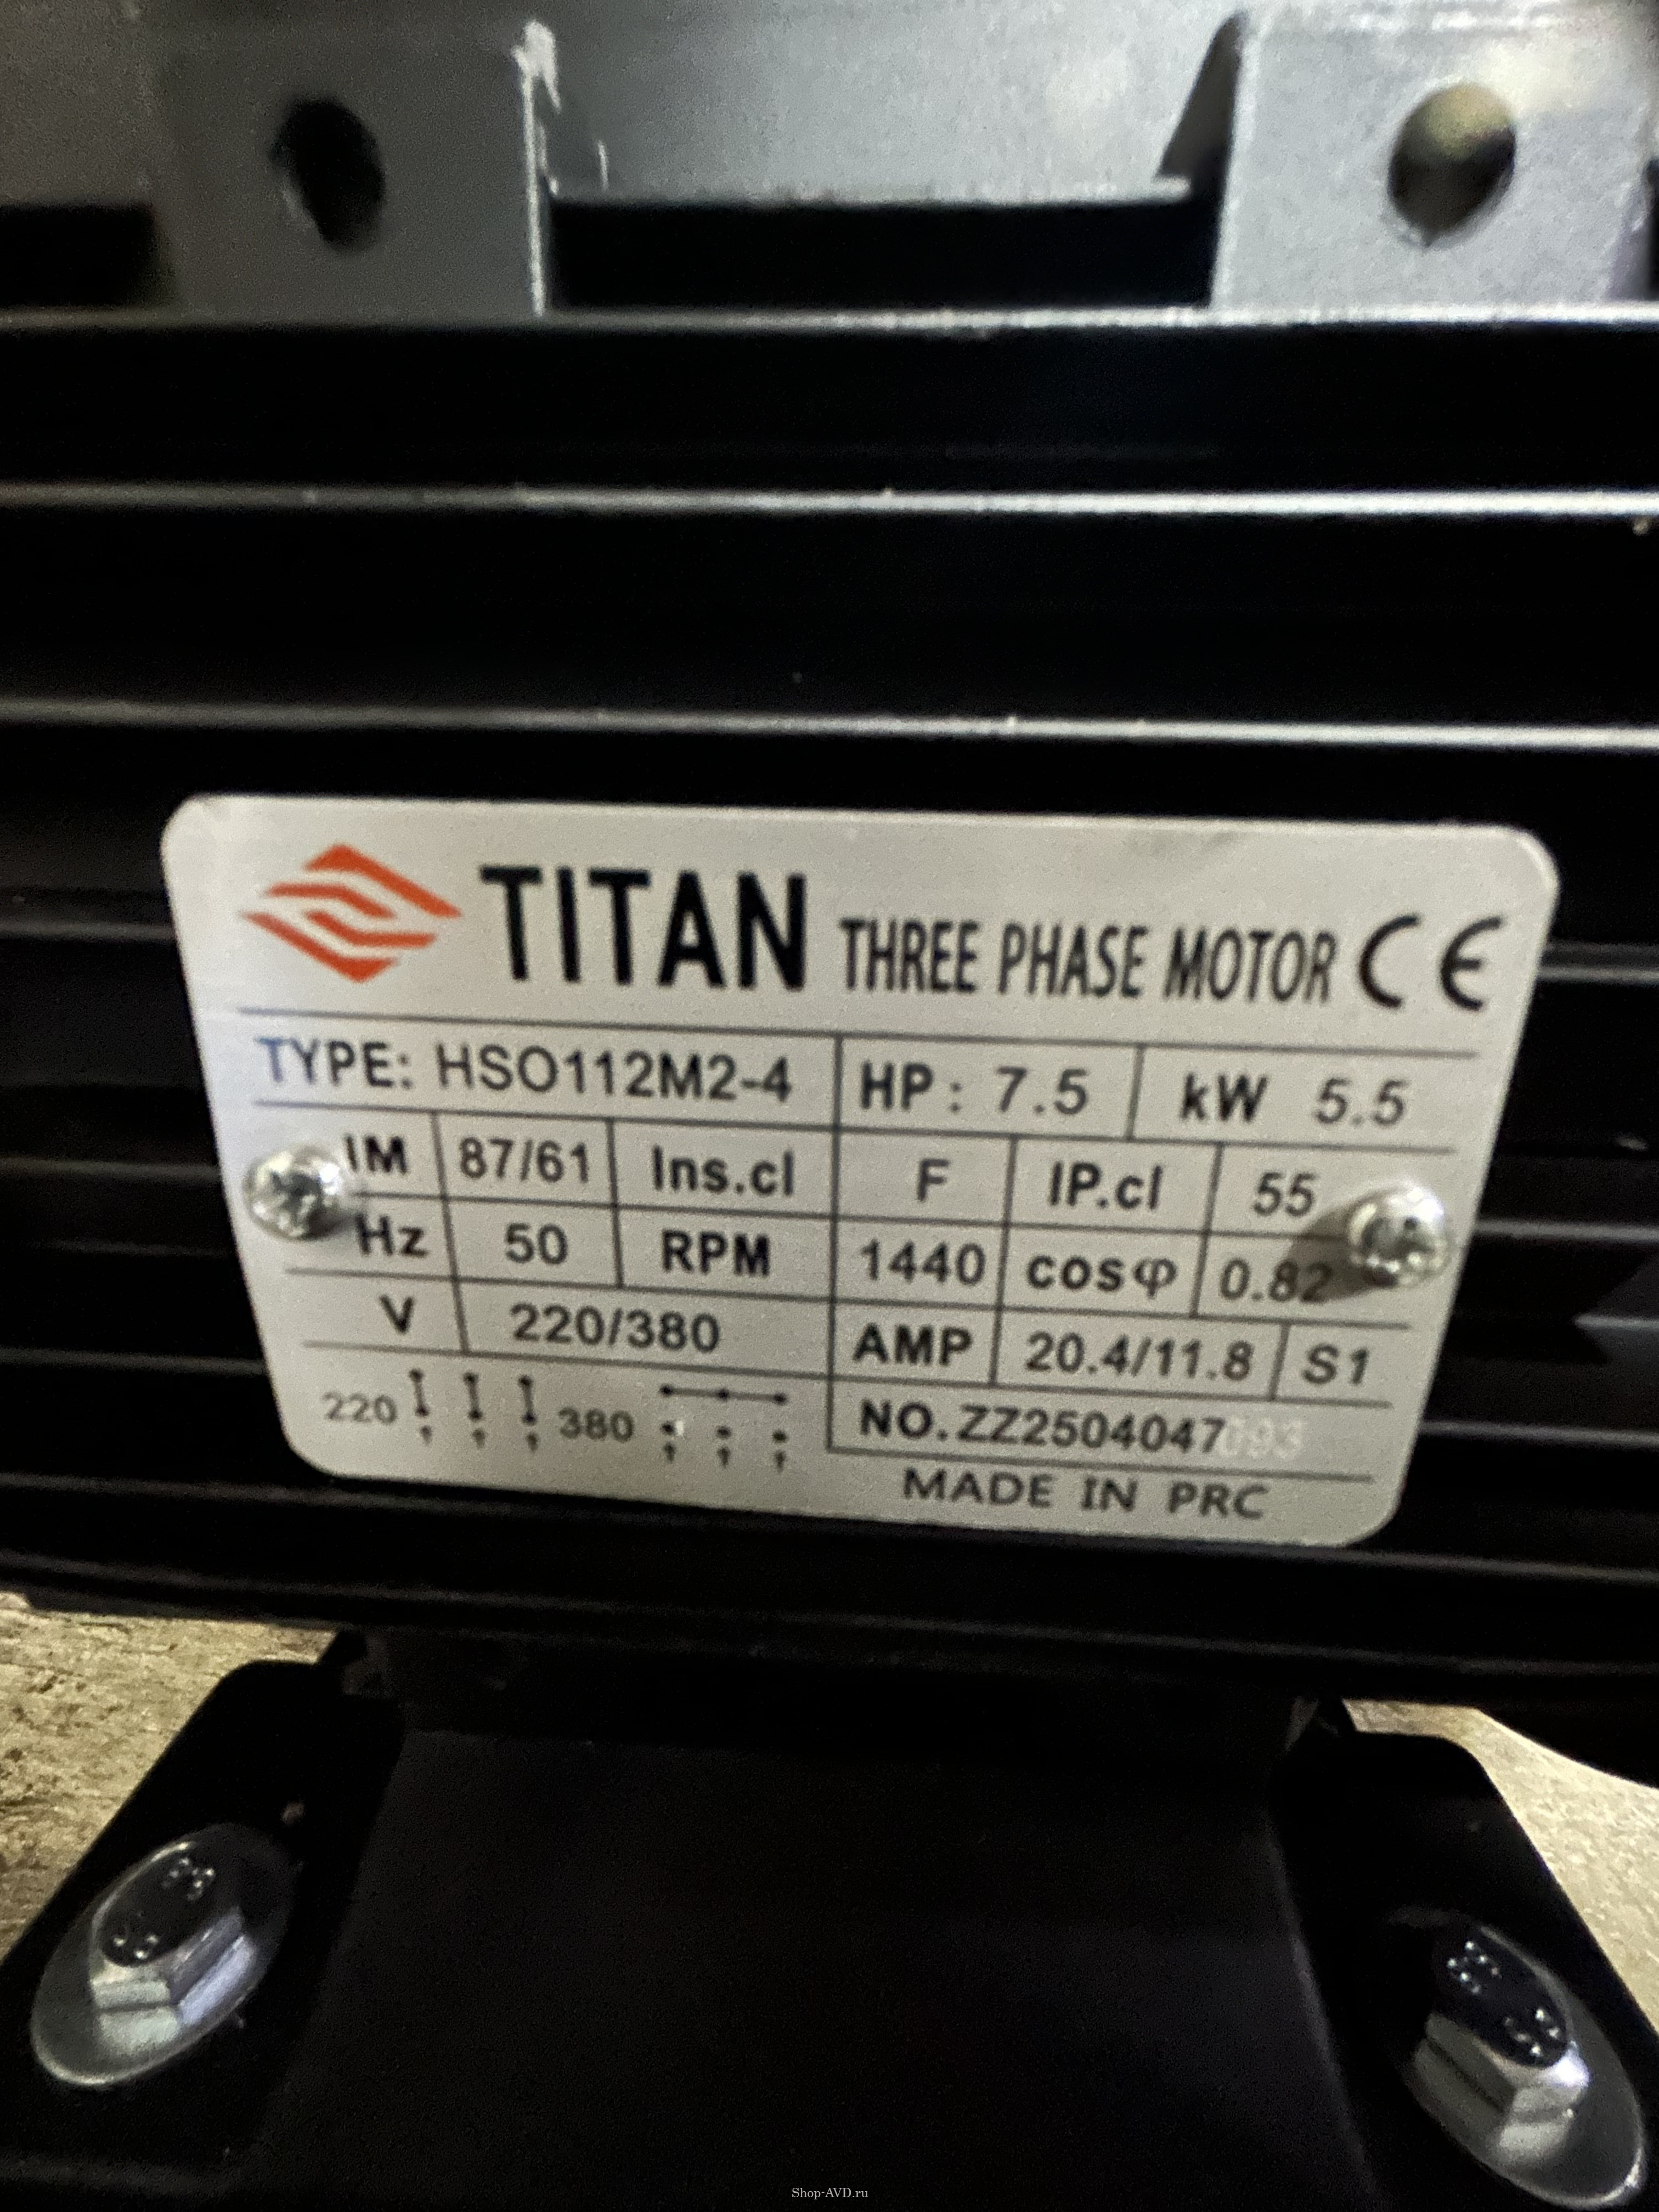 TITAN THREE PHASE MOTOR CE
TYPE: HSO112M2-4 HP: 7.5 kW 5.5
IM 87/61 Ins.cl F IP.cl 55
Hz 50 RPM 1440 cosφ 0.82
V 220/380 AMP 20.4/11.8 S1
220 380 NO.ZZ2504047693
MADE IN PRC
Shop-AVD.ru